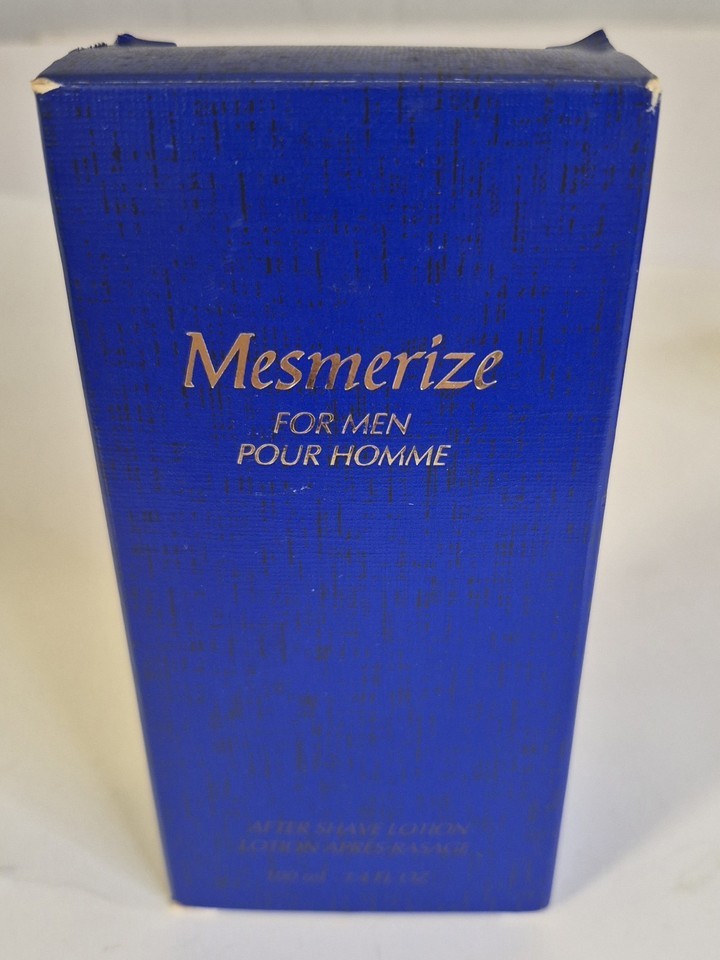 Mesmerize
FOR MEN
POUR HOMME
AFTER SHAVE LOTION
LOTION APRÈS-RASAGE
100 ml 3.4 FL OZ